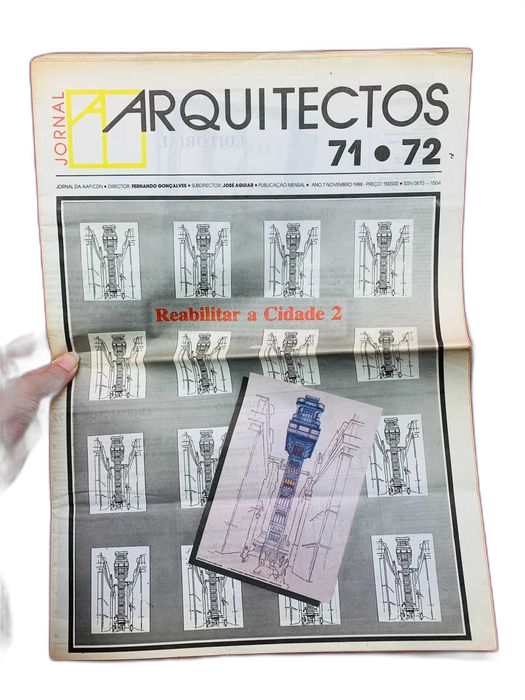 JORNAL
ARQUITECTOS
71 • 72
JORNAL DA AAP/CDN • DIRECTOR: FERNANDO GONÇALVES • SUBDIRECTOR: JOSÉ AGUIAR • PUBLICAÇÃO MENSAL • ANO 7 NOVEMBRO 1988 - PREÇO: 150$00 • ISSN 0870 — 1504
Reabilitar a Cidade 2